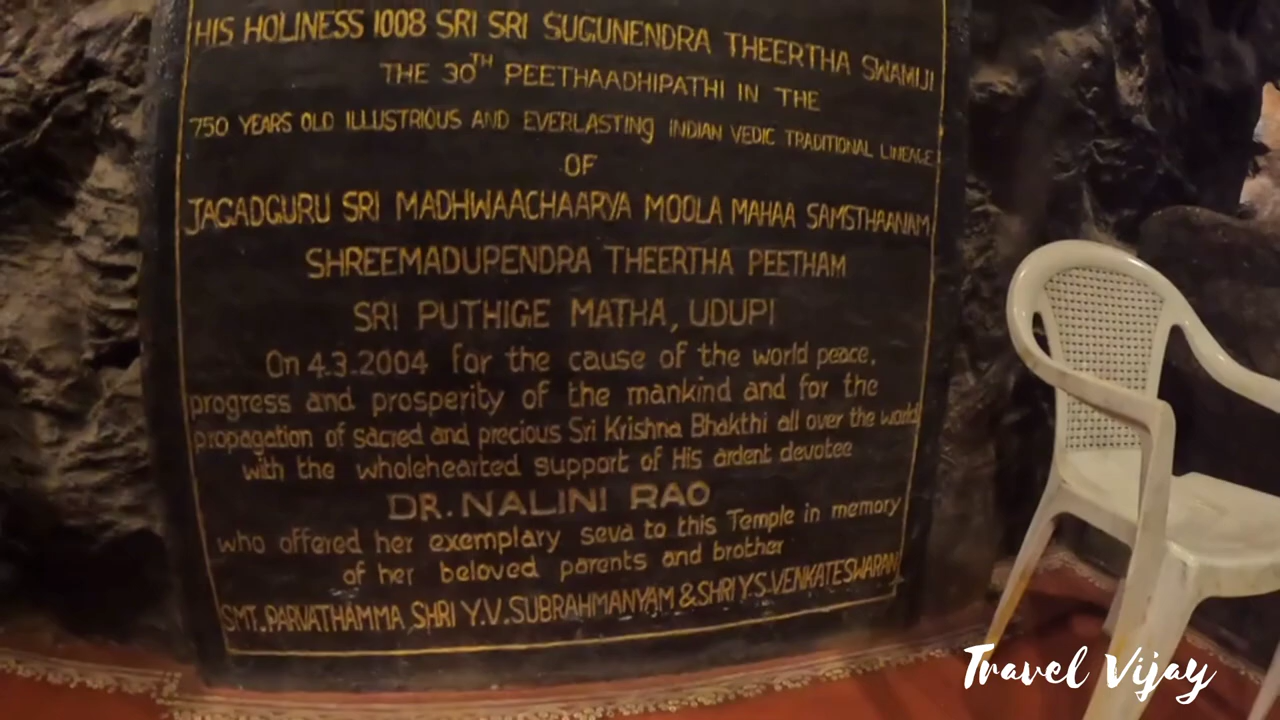 HIS HOLINESS 1008 SRI SRI SUGUNENDRA THEERTHA SWAMIJI
THE 30TH PEETHAADHIPATHI IN THE
750 YEARS OLD ILLUSTRIOUS AND EVERLASTING INDIAN VEDIC TRADITIONAL LINEAGE
OF
JAGADGURU SRI MADHWAACHAARYA MOOLA MAHAA SAMSTHAANAM
SHREEMADUPENDRA THEERTHA PEETHAM
SRI PUTHIGE MATHA, UDUPI
On 4.3.2004 for the cause of the world peace,
progress and prosperity of the mankind and for the
propagation of sacred and precious Sri Krishna Bhakthi all over the world
with the wholehearted support of His ardent devotee
DR. NALINI RAO
who offered her exemplary seva to this Temple in memory
of her beloved parents and brother
SMT. PARVATHAMMA SHRI Y.V. SUBRAHMANYAM & SHRI Y.S. VENKATESWARAN
Travel Vijay